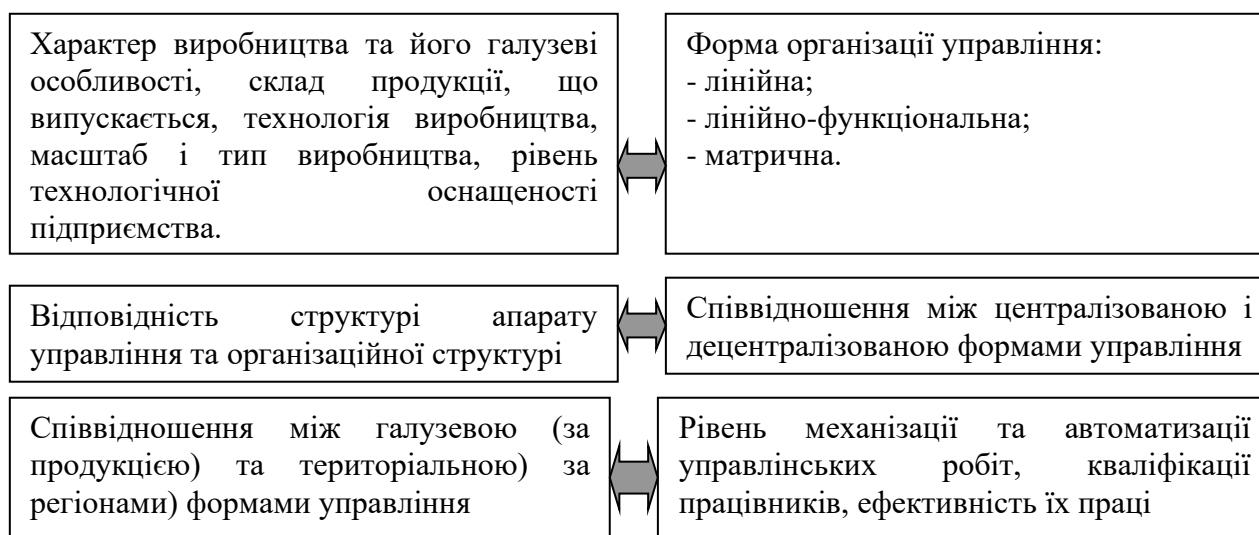 Характер виробництва та його галузеві
особливості, склад продукції, що
випускається, технологія виробництва,
масштаб і тип виробництва, рівень
технологічної оснащеності
підприємства.
Форма організації управління:
- лінійна;
- лінійно-функціональна;
- матрична.
Відповідність структурі апарату
управління та організаційної структурі
Співвідношення між централізованою і
децентралізованою формами управління
Співвідношення між галузевою (за
продукцією) та територіальною) за
регіонами) формами управління
Рівень механізації та автоматизації
управлінських робіт, кваліфікації
працівників, ефективність їх праці